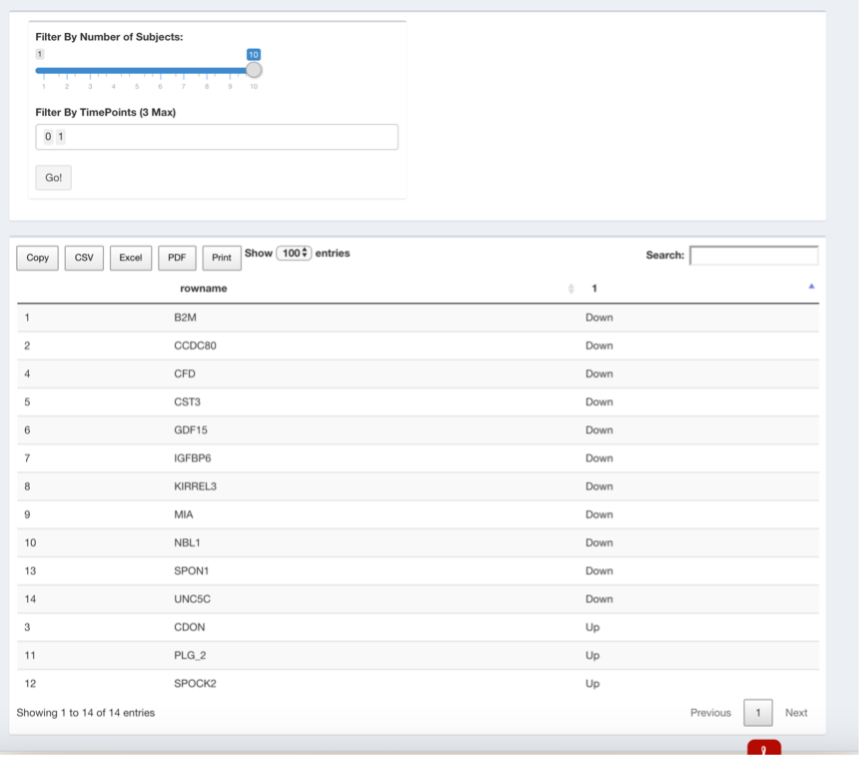 Filter By Number of Subjects:
1 10
1 2 3 4 5 6 7 8 9 10
Filter By TimePoints (3 Max)
0 1
Go!
Copy CSV Excel PDF Print Show 100 entries Search:
rowname 1
1 B2M Down
2 CCDC80 Down
4 CFD Down
5 CST3 Down
6 GDF15 Down
7 IGFBP6 Down
8 KIRREL3 Down
9 MIA Down
10 NBL1 Down
13 SPON1 Down
14 UNC5C Down
3 CDON Up
11 PLG_2 Up
12 SPOCK2 Up
Showing 1 to 14 of 14 entries Previous 1 Next